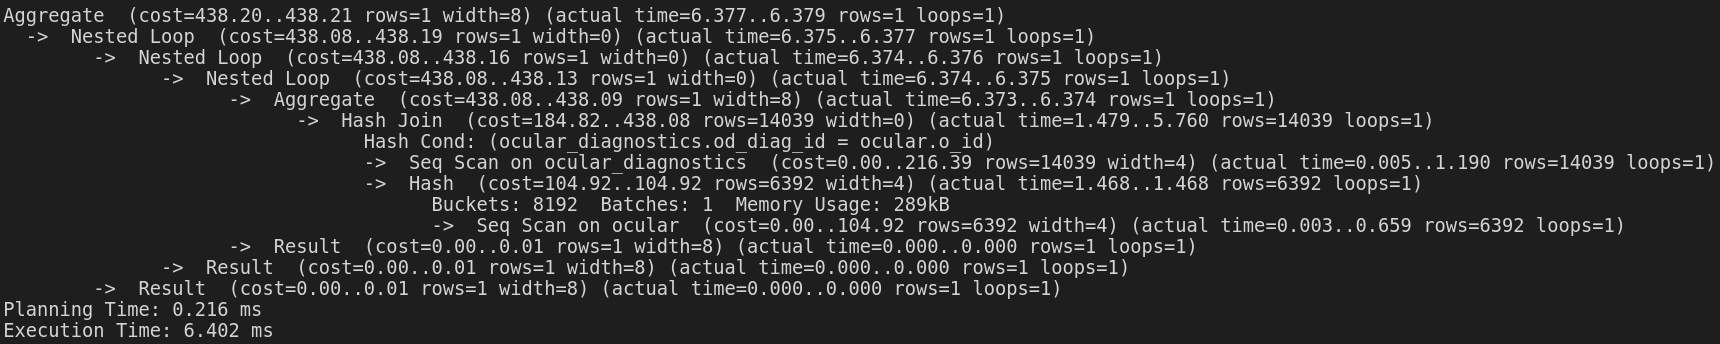 Aggregate  (cost=438.20..438.21 rows=1 width=8) (actual time=6.377..6.379 rows=1 loops=1)
  ->  Nested Loop  (cost=438.08..438.19 rows=1 width=0) (actual time=6.375..6.377 rows=1 loops=1)
        ->  Nested Loop  (cost=438.08..438.16 rows=1 width=0) (actual time=6.374..6.376 rows=1 loops=1)
              ->  Nested Loop  (cost=438.08..438.13 rows=1 width=0) (actual time=6.374..6.375 rows=1 loops=1)
                    ->  Aggregate  (cost=438.08..438.09 rows=1 width=8) (actual time=6.373..6.374 rows=1 loops=1)
                          ->  Hash Join  (cost=184.82..438.08 rows=14039 width=0) (actual time=1.479..5.760 rows=14039 loops=1)
                                Hash Cond: (ocular_diagnostics.od_diag_id = ocular.o_id)
                                ->  Seq Scan on ocular_diagnostics  (cost=0.00..216.39 rows=14039 width=4) (actual time=0.005..1.190 rows=14039 loops=1)
                                ->  Hash  (cost=104.92..104.92 rows=6392 width=4) (actual time=1.468..1.468 rows=6392 loops=1)
                                      Buckets: 8192  Batches: 1  Memory Usage: 289kB
                                      ->  Seq Scan on ocular  (cost=0.00..104.92 rows=6392 width=4) (actual time=0.003..0.659 rows=6392 loops=1)
                    ->  Result  (cost=0.00..0.01 rows=1 width=8) (actual time=0.000..0.000 rows=1 loops=1)
              ->  Result  (cost=0.00..0.01 rows=1 width=8) (actual time=0.000..0.000 rows=1 loops=1)
        ->  Result  (cost=0.00..0.01 rows=1 width=8) (actual time=0.000..0.000 rows=1 loops=1)
Planning Time: 0.216 ms
Execution Time: 6.402 ms